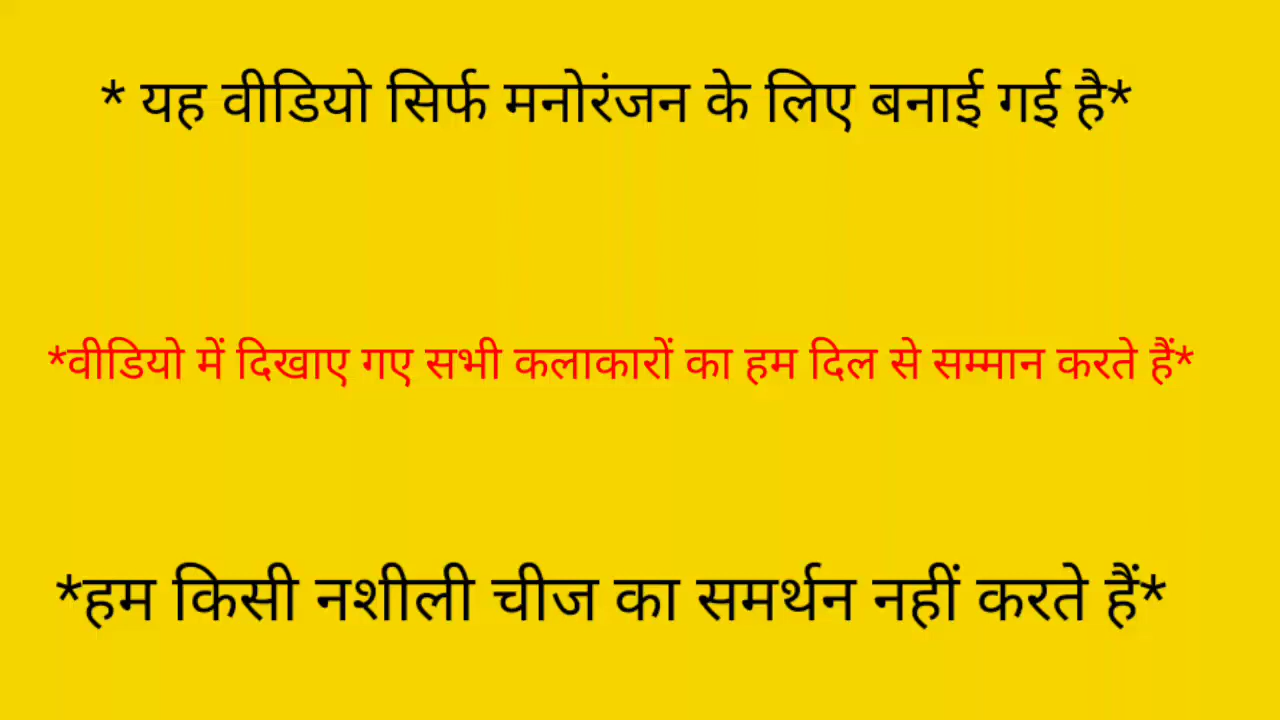 * यह वीडियो सिर्फ मनोरंजन के लिए बनाई गई है*
*वीडियो में दिखाए गए सभी कलाकारों का हम दिल से सम्मान करते हैं*
*हम किसी नशीली चीज का समर्थन नहीं करते हैं*